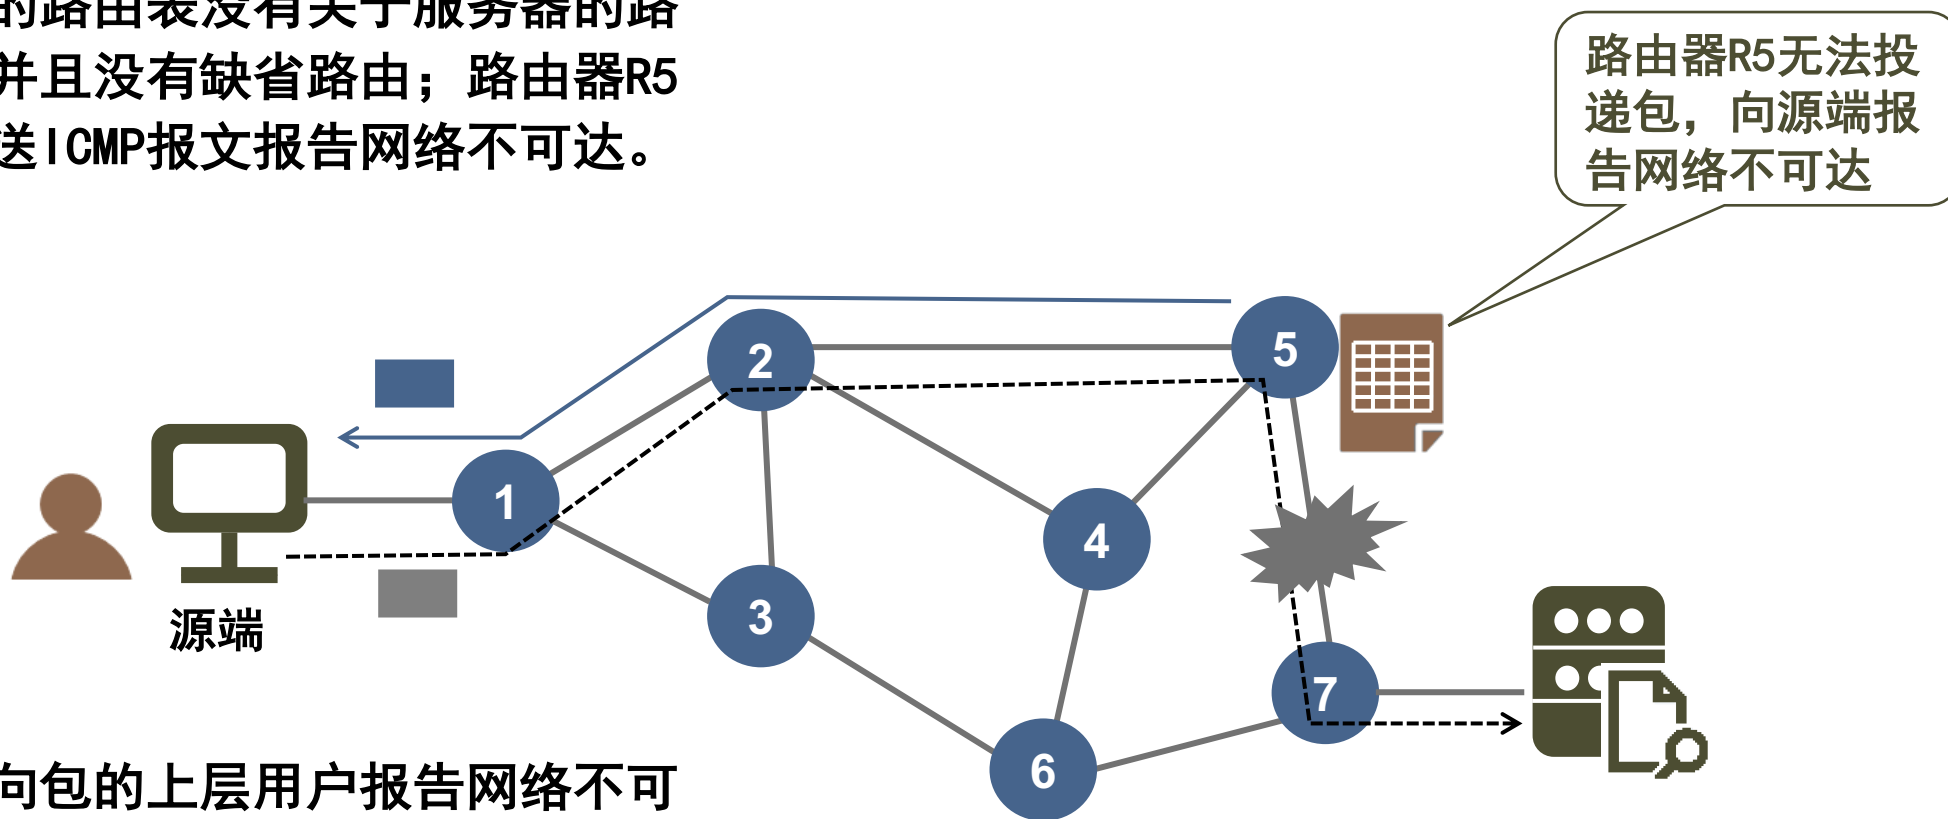 的路由表没有关于服务器的路
并且没有缺省路由；路由器R5
送ICMP报文报告网络不可达。
路由器R5无法投
递包，向源端报
告网络不可达
5
2
1
4
3
源端
7
6
向包的上层用户报告网络不可